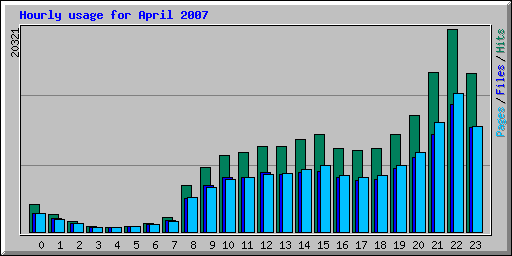 Hourly usage for April 2007
20321
Pages / Files / Hits
0 1 2 3 4 5 6 7 8 9 10 11 12 13 14 15 16 17 18 19 20 21 22 23